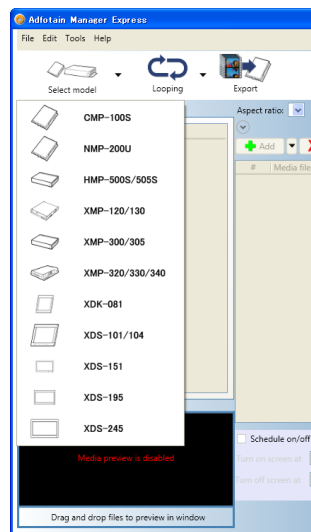 Adfotain Manager Express
File Edit Tools Help
Select model
Looping
Export
Aspect ratio:
CMP-100S
NMP-200U
HMP-500S/505S
XMP-120/130
XMP-300/305
XMP-320/330/340
XDK-081
XDS-101/104
XDS-151
XDS-195
XDS-245
Add
# Media file
Media preview is disabled
Drag and drop files to preview in window
Schedule on/off
Turn on screen at
Turn off screen at